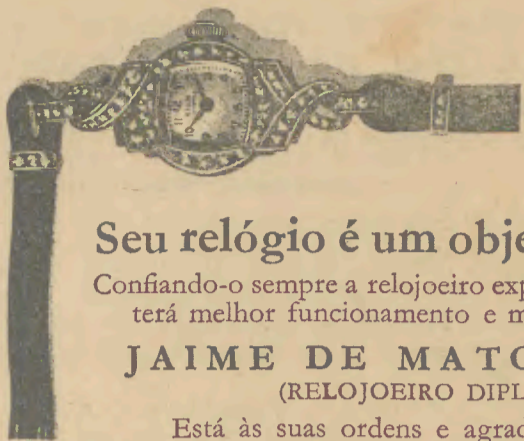 Seu relógio é um obje
Confiando-o sempre a relojoeiro exp
terá melhor funcionamento e m
JAIME DE MATO
(RELOJOEIRO DIPL
Está às suas ordens e agrad